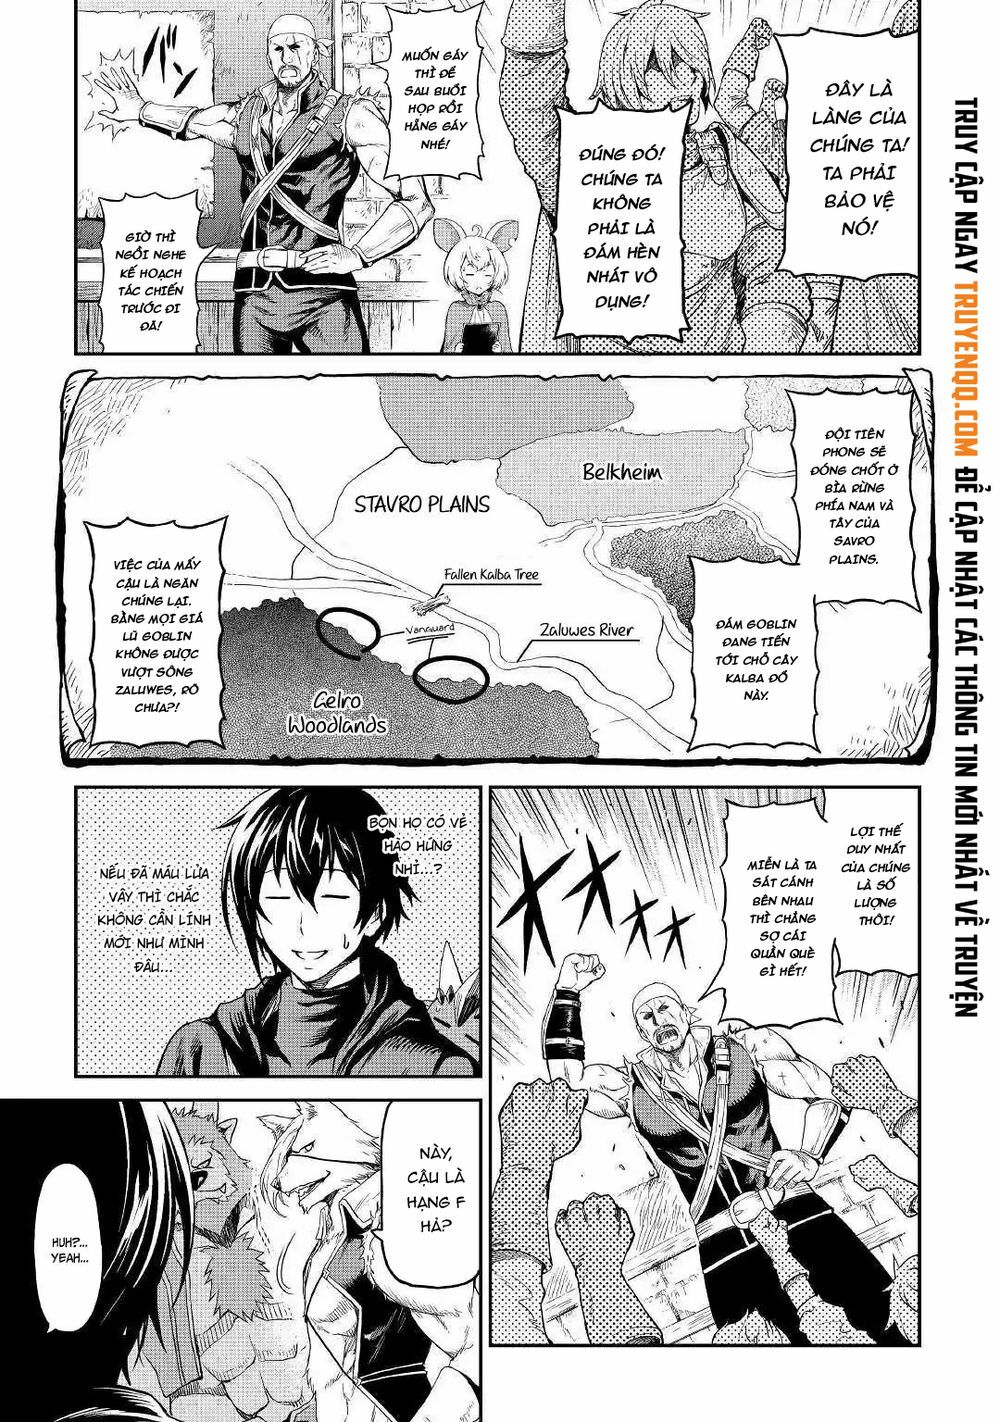 ĐÂY LÀ
LÀNG CỦA
CHÚNG TA!
TA PHẢI
BẢO VỆ
NÓ!
ĐÚNG ĐÓ!
CHÚNG TA
KHÔNG
PHẢI LÀ
ĐÁM HÈN
NHÁT VÔ
DỤNG!
MUỐN GÁY
THÌ ĐỂ
SAU BUỔI
HỌP RỒI
HẲNG GÁY
NHÉ!
GIỜ THÌ
NGỒI NGHE
KẾ HOẠCH
TÁC CHIẾN
TRƯỚC ĐI
ĐÃ!
ĐỘI TIÊN
PHONG SẼ
ĐÓNG CHỐT Ở
BÌA RỪNG
PHÍA NAM VÀ
TÂY CỦA
SAVRO
PLAINS.
ĐÁM GOBLIN
ĐANG TIẾN
TỚI CHỖ CÂY
KALBA ĐỔ
NÀY.
Belkheim
STAVRO PLAINS
Fallen Kalba Tree
Vanguard
Zaluwes River
Celro
Woodlands
VIỆC CỦA MẤY
CẬU LÀ NGĂN
CHÚNG LẠI.
BẰNG MỌI GIÁ
LŨ GOBLIN
KHÔNG ĐƯỢC
VƯỢT SÔNG
ZALUWES, RÕ
CHƯA?!
LỢI THẾ
DUY NHẤT
CỦA CHÚNG
LÀ SỐ
LƯỢNG
THÔI!
MIỄN LÀ TA
SÁT CÁNH
BÊN NHAU
THÌ CHẲNG
SỢ CÁI
QUẦN QUÈ
GÌ HẾT!
BỌN HỌ CÓ VẺ
HÀO HỨNG
NHỈ...?
NẾU ĐÃ MÁU LỬA
VẬY THÌ CHẮC
KHÔNG CẦN LÍNH
MỚI NHƯ MÌNH
ĐÂU...
NÀY,
CẬU LÀ
HẠNG F
HẢ?
HUH?...
YEAH...
TRUY CẬP NGAY TRUYENQQ.COM ĐỂ CẬP NHẬT CÁC THÔNG TIN MỚI NHẤT VỀ TRUYỆN